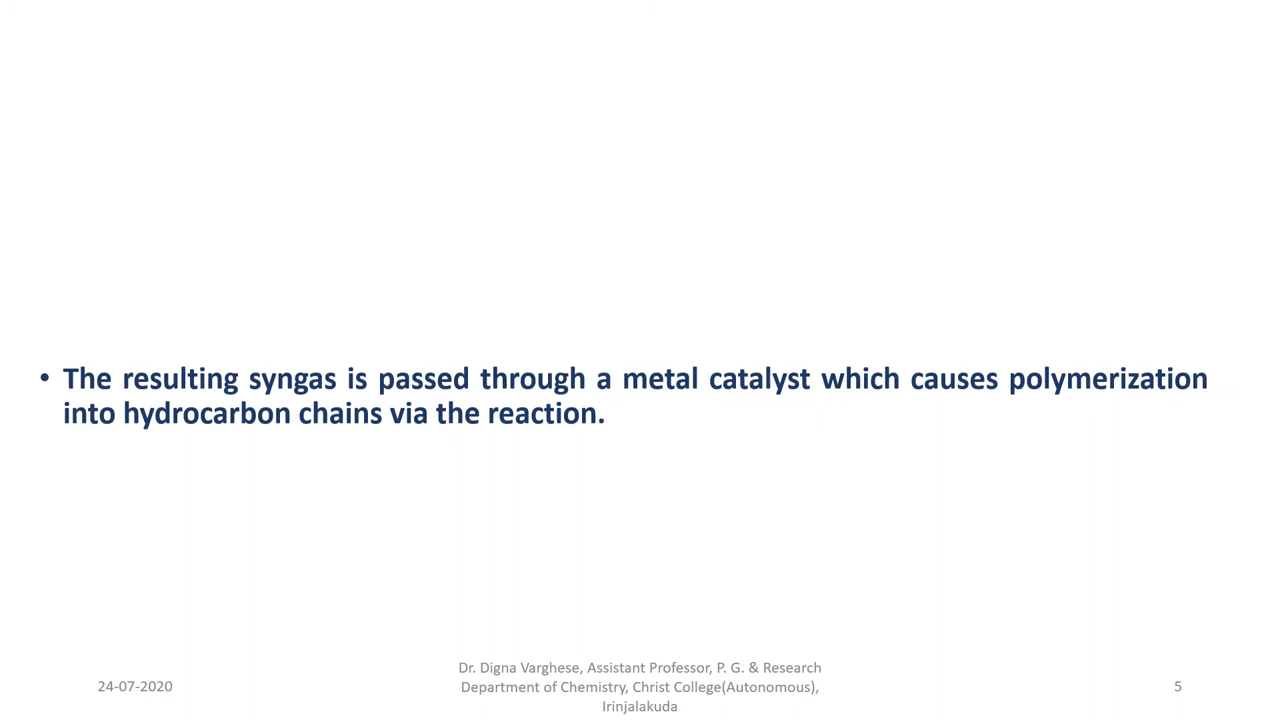 • The resulting syngas is passed through a metal catalyst which causes polymerization
into hydrocarbon chains via the reaction.
Dr. Digna Varghese, Assistant Professor, P. G. & Research
Department of Chemistry, Christ College(Autonomous),
Irinjalakuda
24-07-2020
5